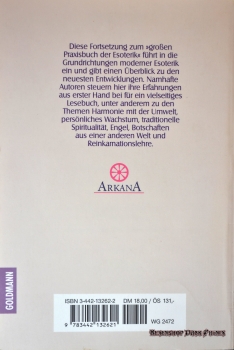 Diese Fortsetzung zum »großen
Praxisbuch der Esoterik« führt in die
Grundrichtungen moderner Esoterik
ein und gibt einen Überblick zu den
neuesten Entwicklungen. Namhafte
Autoren steuern hier ihre Erfahrungen
aus erster Hand bei für ein vielseitiges
Lesebuch, unter anderem zu den
Themen Harmonie mit der Umwelt,
persönliches Wachstum, traditionelle
Spiritualität, Engel, Botschaften
aus einer anderen Welt und
Reinkarnationslehre.
ARKANA
GOLDMANN
ISBN 3-442-13262-2
DM 18,00 / ÖS 131,-
9 783442 132621
WG 2472